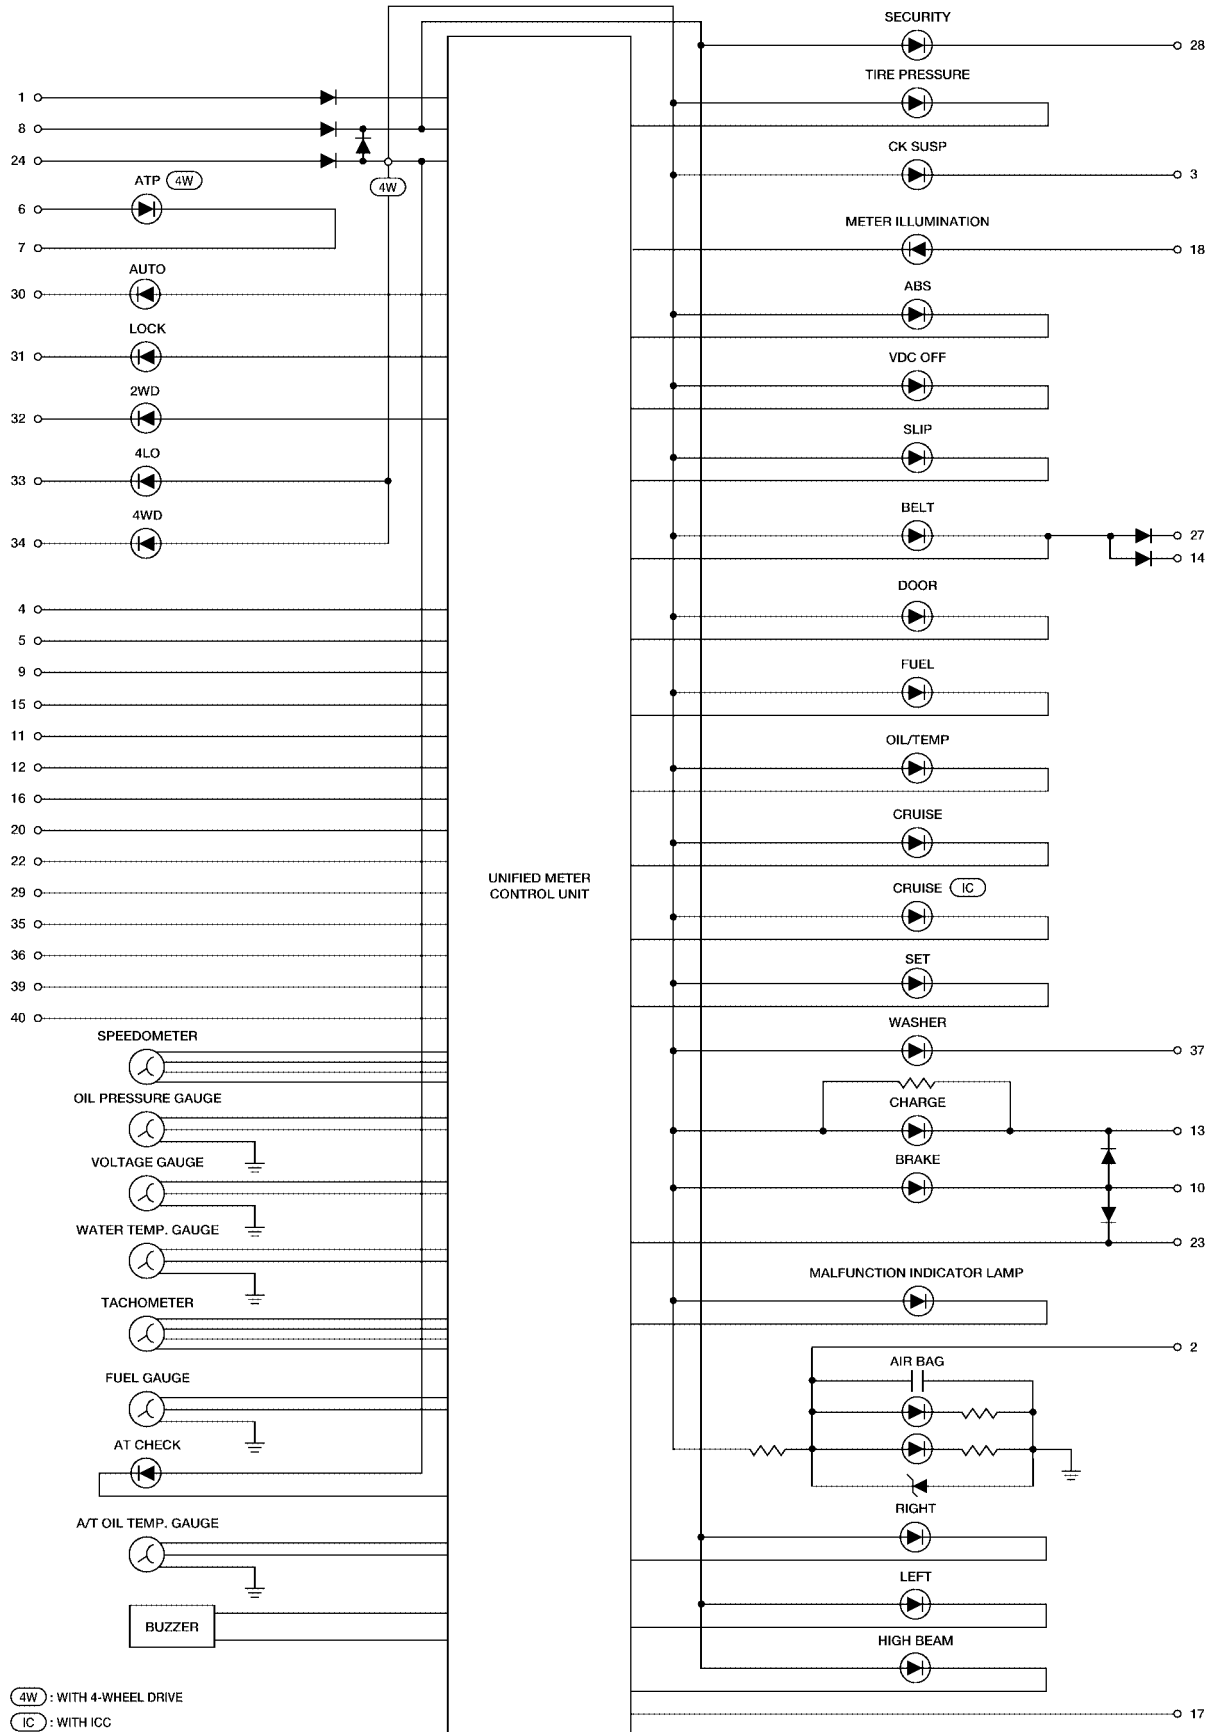 SECURITY
28
TIRE PRESSURE
1
8
CK SUSP
24
ATP 4W
4W
3
6
METER ILLUMINATION
7
18
AUTO
ABS
30
LOCK
31
VDC OFF
2WD
32
SLIP
4LO
33
BELT
4WD
27
34
14
DOOR
4
5
FUEL
9
15
OIL/TEMP
11
12
16
CRUISE
20
22
UNIFIED METER
CONTROL UNIT
CRUISE IC
29
35
36
SET
39
40
WASHER
SPEEDOMETER
37
OIL PRESSURE GAUGE
CHARGE
13
VOLTAGE GAUGE
BRAKE
10
WATER TEMP. GAUGE
23
MALFUNCTION INDICATOR LAMP
TACHOMETER
2
AIR BAG
FUEL GAUGE
AT CHECK
RIGHT
A/T OIL TEMP. GAUGE
LEFT
BUZZER
HIGH BEAM
4W : WITH 4-WHEEL DRIVE
17
IC : WITH ICC